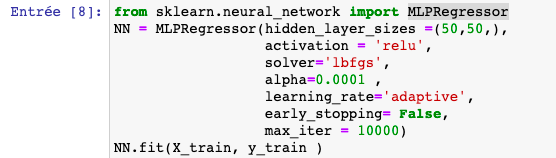 Entrée [8]: from sklearn.neural_network import MLPRegressor
NN = MLPRegressor(hidden_layer_sizes =(50,50,),
activation = 'relu',
solver='lbfgs',
alpha=0.0001 ,
learning_rate='adaptive',
early_stopping= False,
max_iter = 10000)
NN.fit(X_train, y_train )